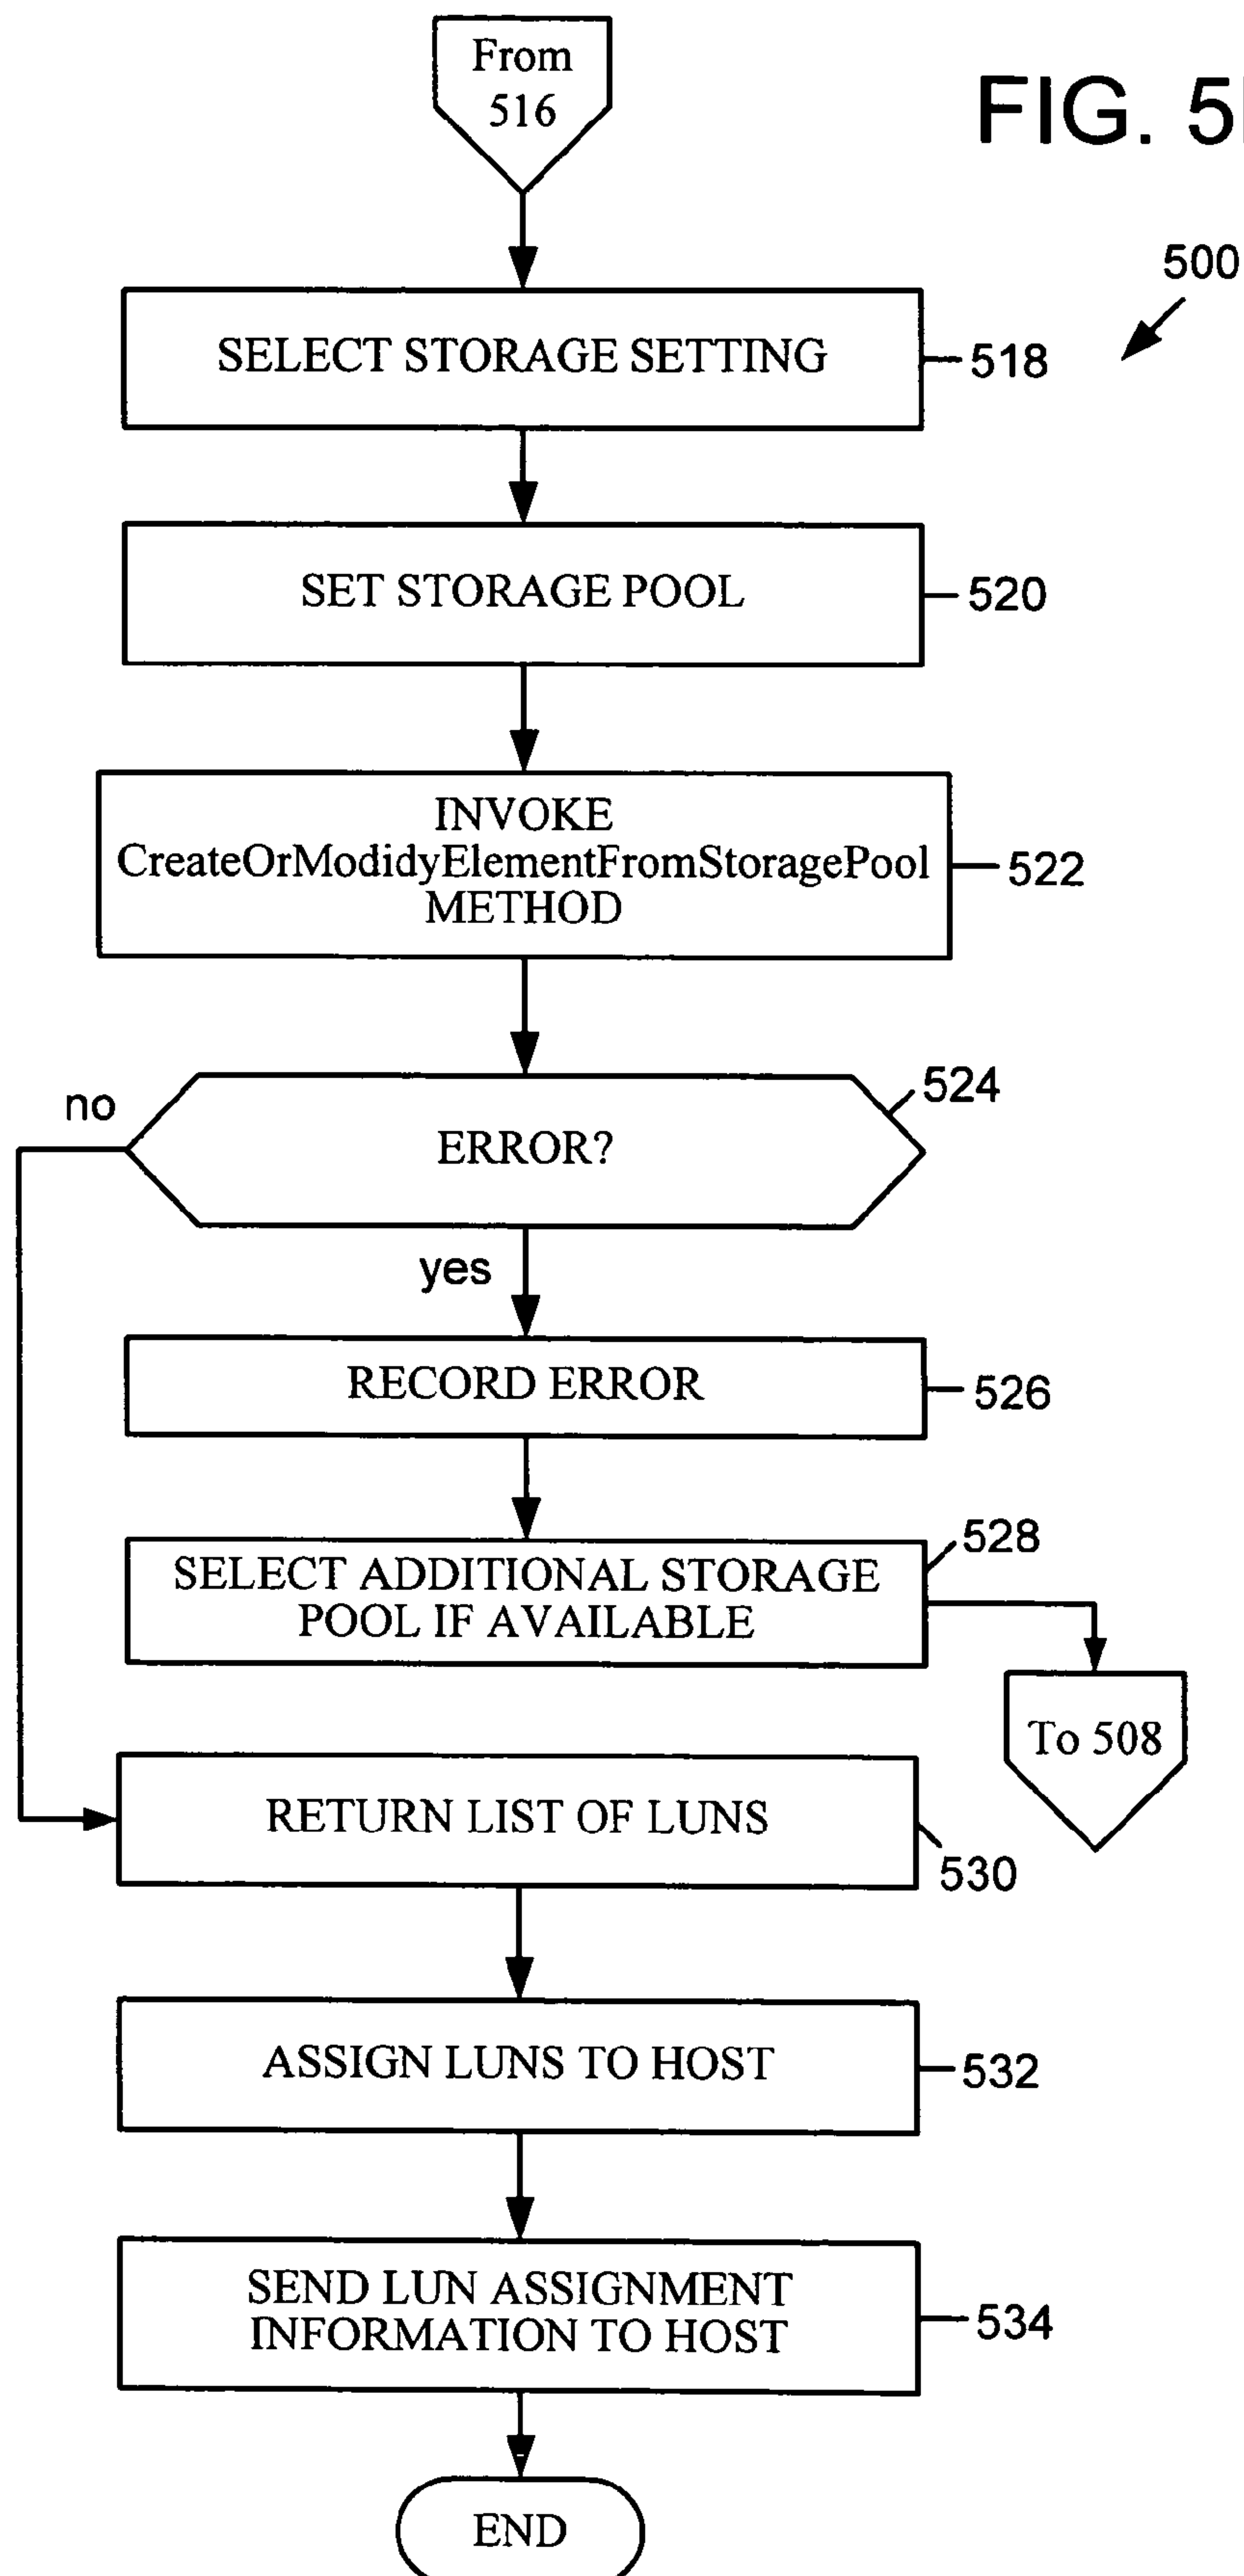 From
516
FIG. 5
500
SELECT STORAGE SETTING
518
SET STORAGE POOL
520
INVOKE
CreateOrModidyElementFromStoragePool
METHOD
522
524
no
ERROR?
yes
RECORD ERROR
526
528
SELECT ADDITIONAL STORAGE
POOL IF AVAILABLE
To 508
RETURN LIST OF LUNS
530
ASSIGN LUNS TO HOST
532
SEND LUN ASSIGNMENT
INFORMATION TO HOST
534
END